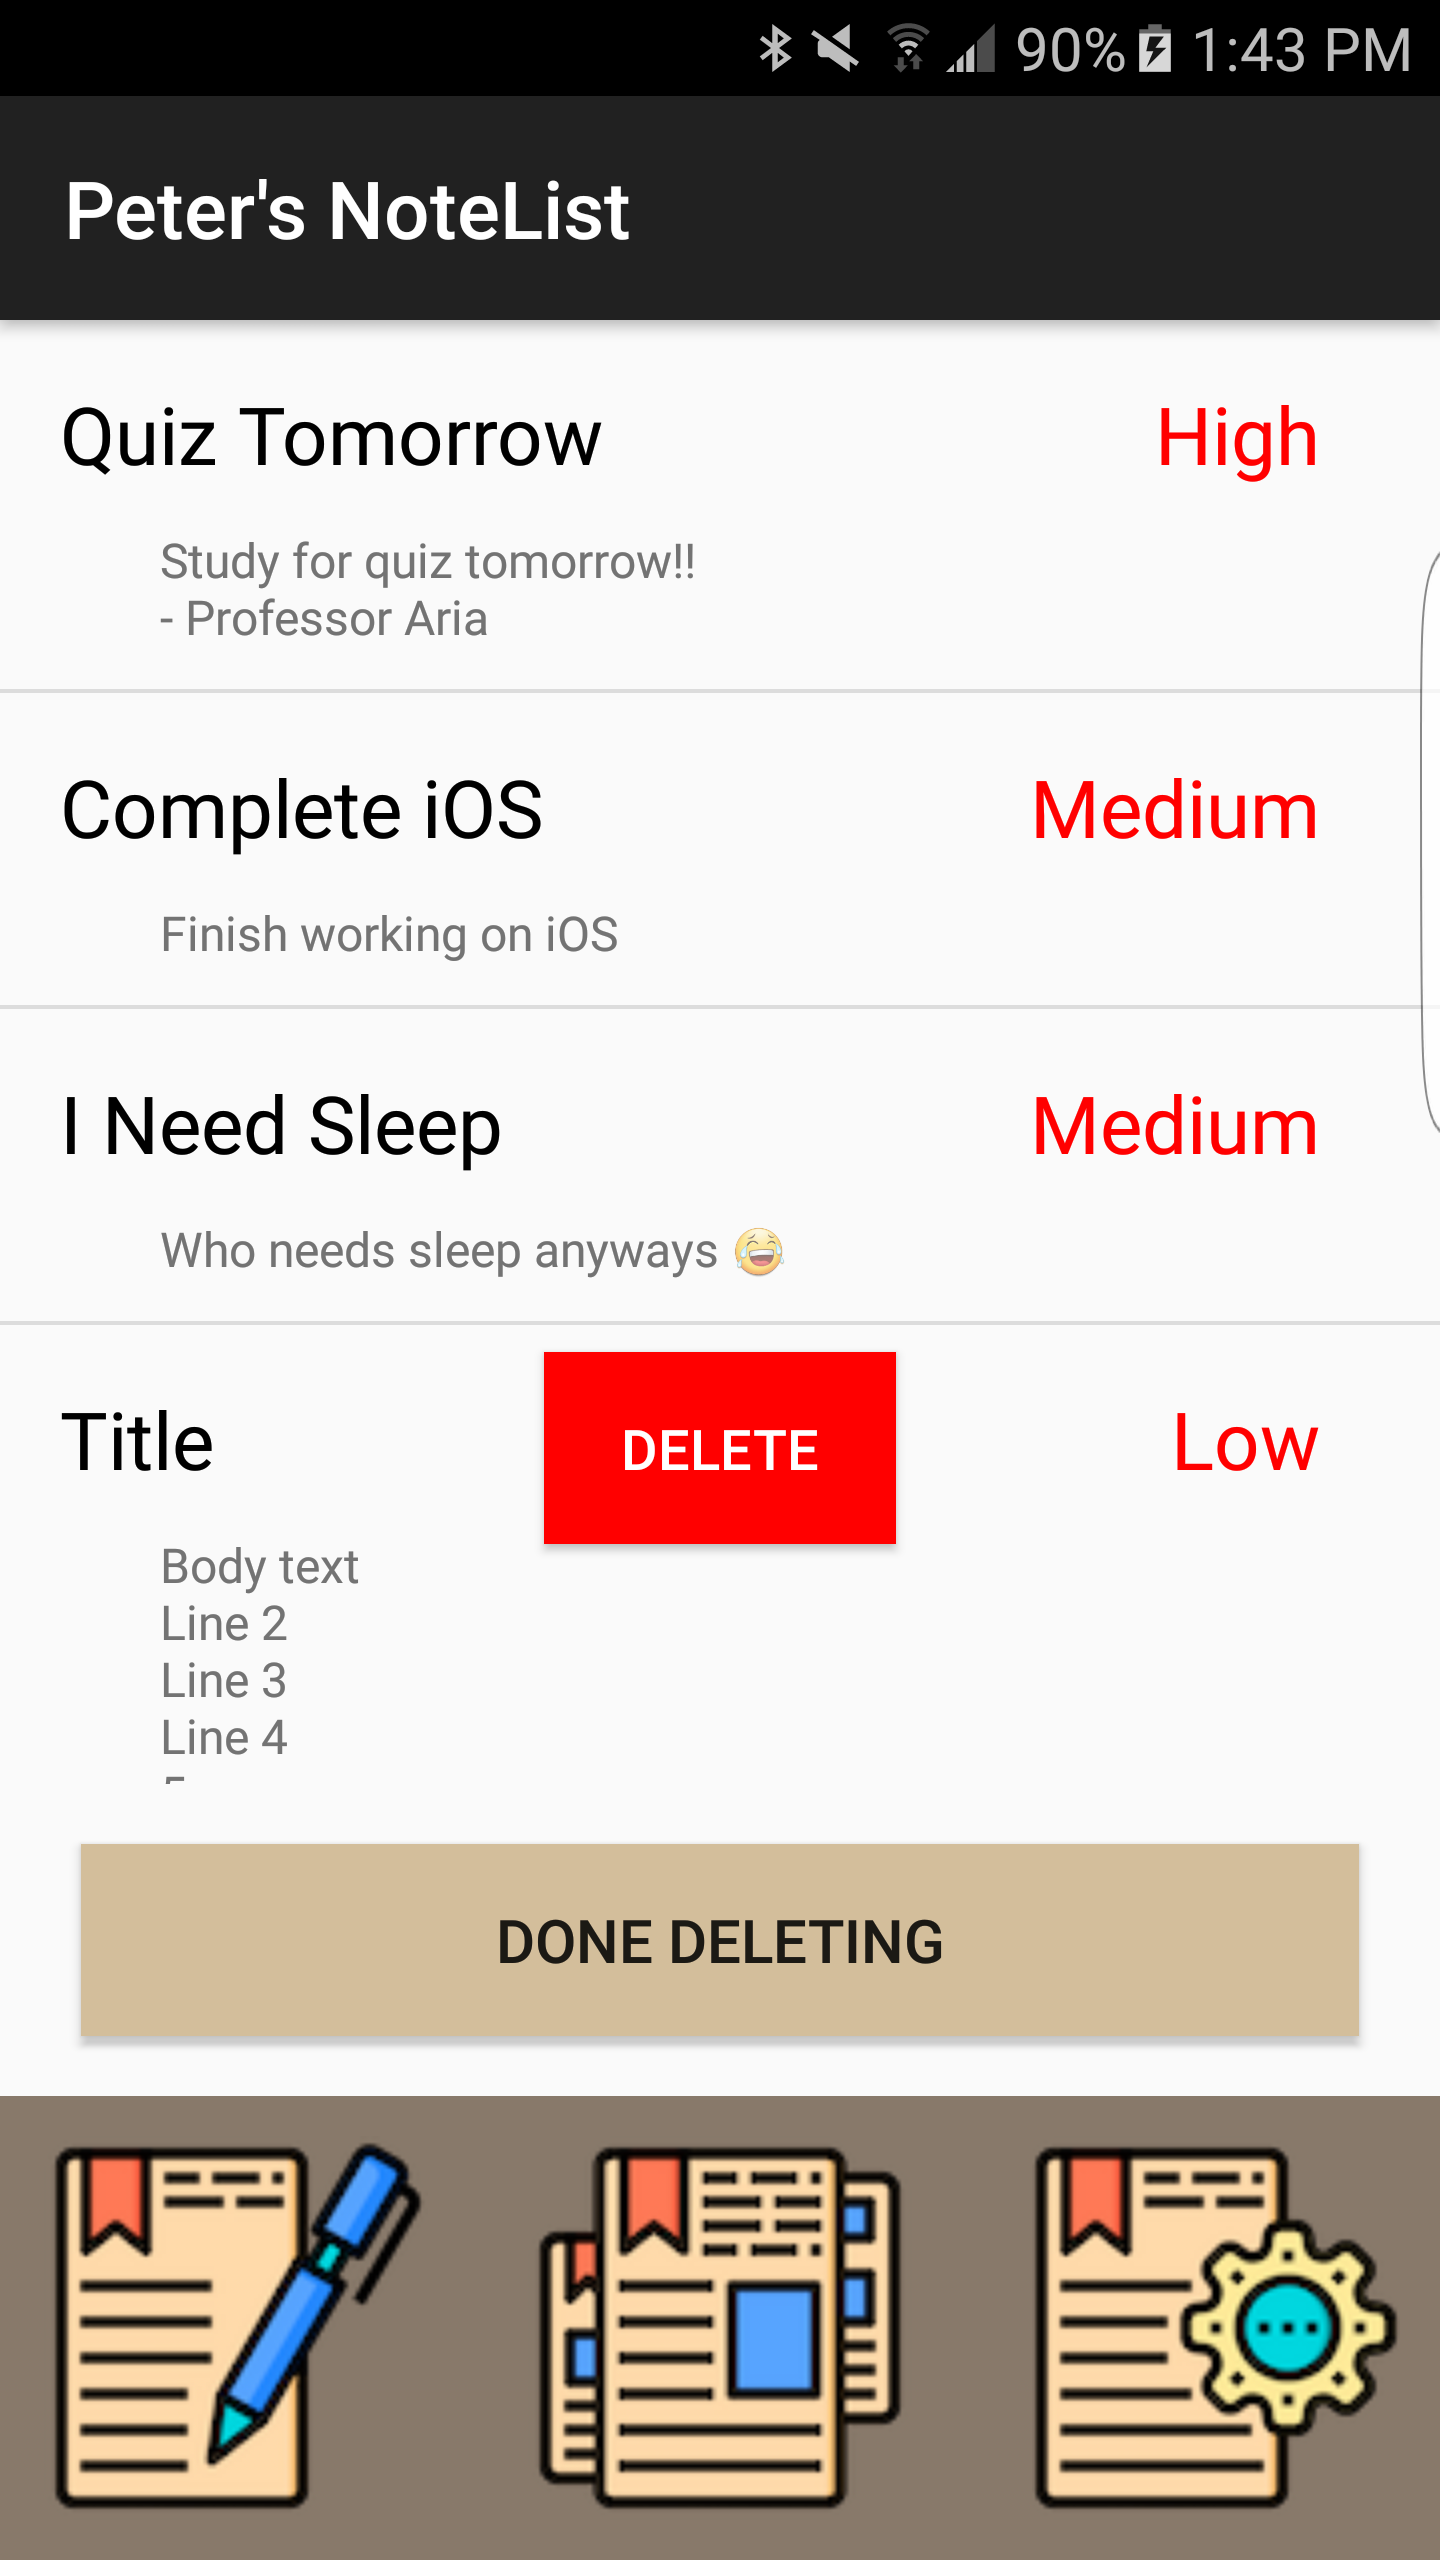 90% 1:43 PM
Peter's NoteList
Quiz Tomorrow High
Study for quiz tomorrow!!
- Professor Aria
Complete iOS Medium
Finish working on iOS
I Need Sleep Medium
Who needs sleep anyways 😂
Title DELETE Low
Body text
Line 2
Line 3
Line 4
DONE DELETING